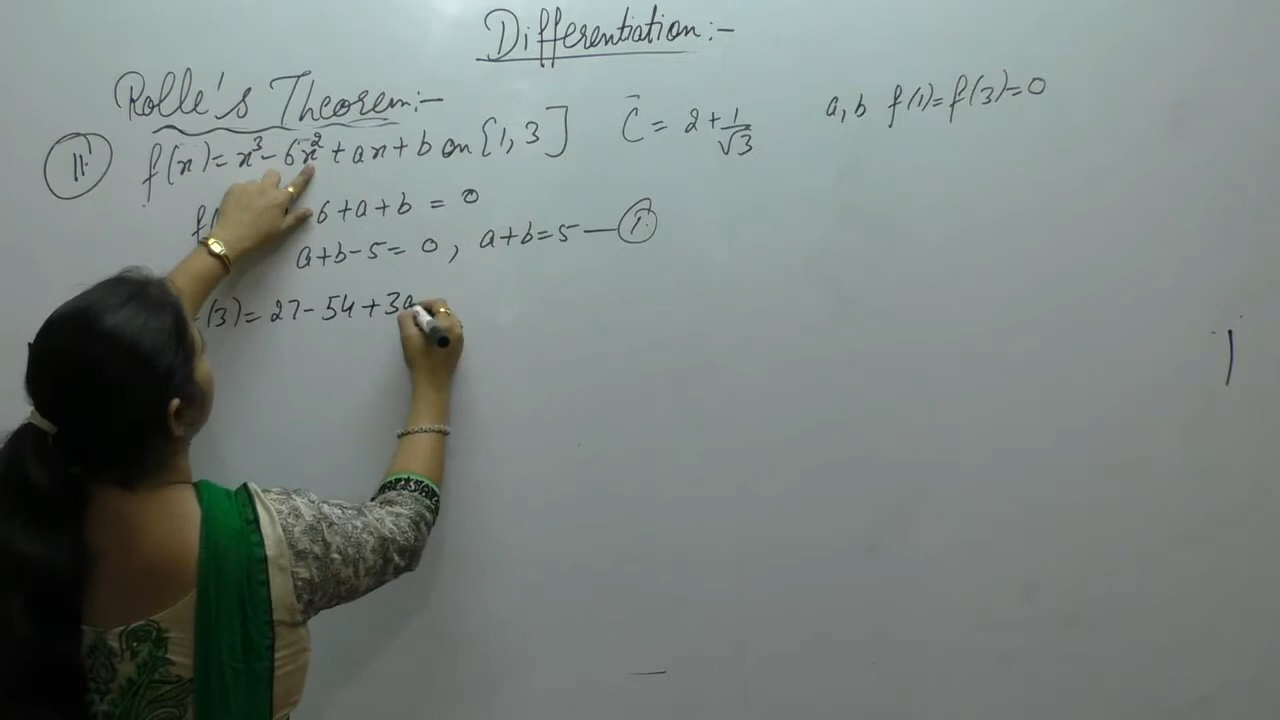 Differentiation:-
Rolle's Theorem:-
11. f(x) = x³ - 6x² + ax + b on [1, 3] C = 2 + 1/√3 a, b f(1) = f(3) = 0
f( 6 + a + b = 0
a + b - 5 = 0, a + b = 5 — ①
(3) = 27 - 54 + 3a